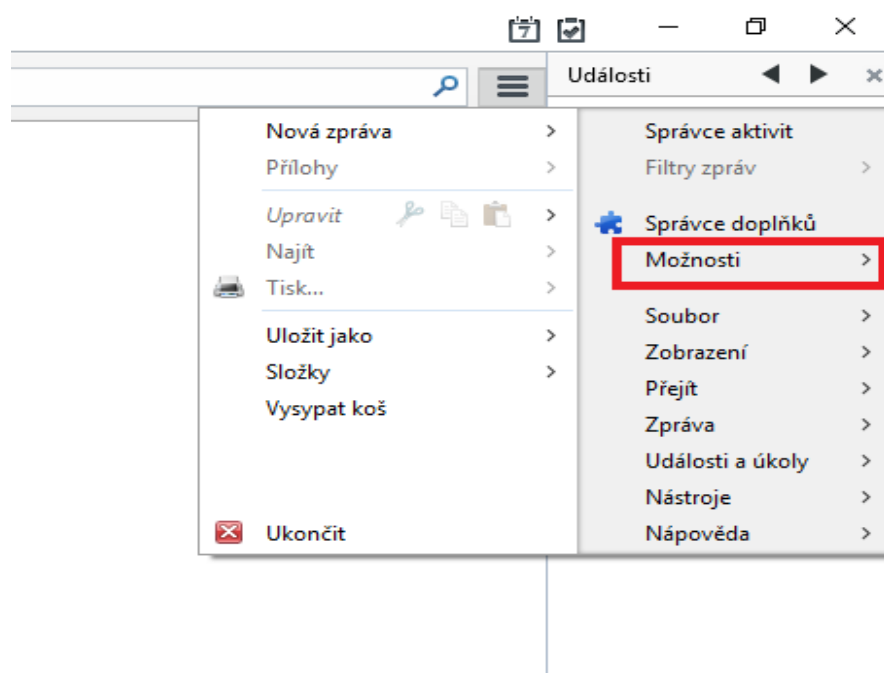 7
Události
Nová zpráva
Přílohy
Upravit
Najít
Tisk...
Uložit jako
Složky
Vysypat koš
Ukončit
Správce aktivit
Filtry zpráv
Správce doplňků
Možnosti
Soubor
Zobrazení
Přejít
Zpráva
Události a úkoly
Nástroje
Nápověda